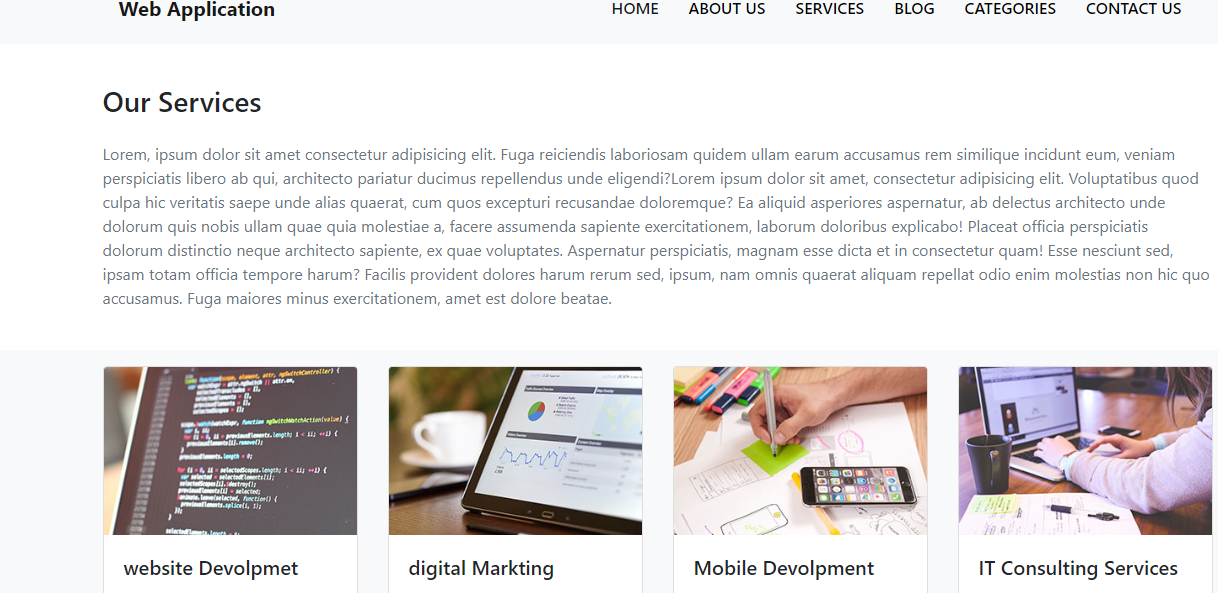 Web Application
HOME ABOUT US SERVICES BLOG CATEGORIES CONTACT US
Our Services
Lorem, ipsum dolor sit amet consectetur adipisicing elit. Fuga reiciendis laboriosam quidem ullam earum accusamus rem similique incidunt eum, veniam
perspiciatis libero ab qui, architecto pariatur ducimus repellendus unde eligendi?Lorem ipsum dolor sit amet, consectetur adipisicing elit. Voluptatibus quod
culpa hic veritatis saepe unde alias quaerat, cum quos excepturi recusandae doloremque? Ea aliquid asperiores aspernatur, ab delectus architecto unde
dolorum quis nobis ullam quae quia molestiae a, facere assumenda sapiente exercitationem, laborum doloribus explicabo! Placeat officia perspiciatis
dolorum distinctio neque architecto sapiente, ex quae voluptates. Aspernatur perspiciatis, magnam esse dicta et in consectetur quam! Esse nesciunt sed,
ipsam totam officia tempore harum? Facilis provident dolores harum rerum sed, ipsum, nam omnis quaerat aliquam repellat odio enim molestias non hic quo
accusamus. Fuga maiores minus exercitationem, amet est dolore beatae.
website Devolpmet
digital Markting
Mobile Devolpment
IT Consulting Services